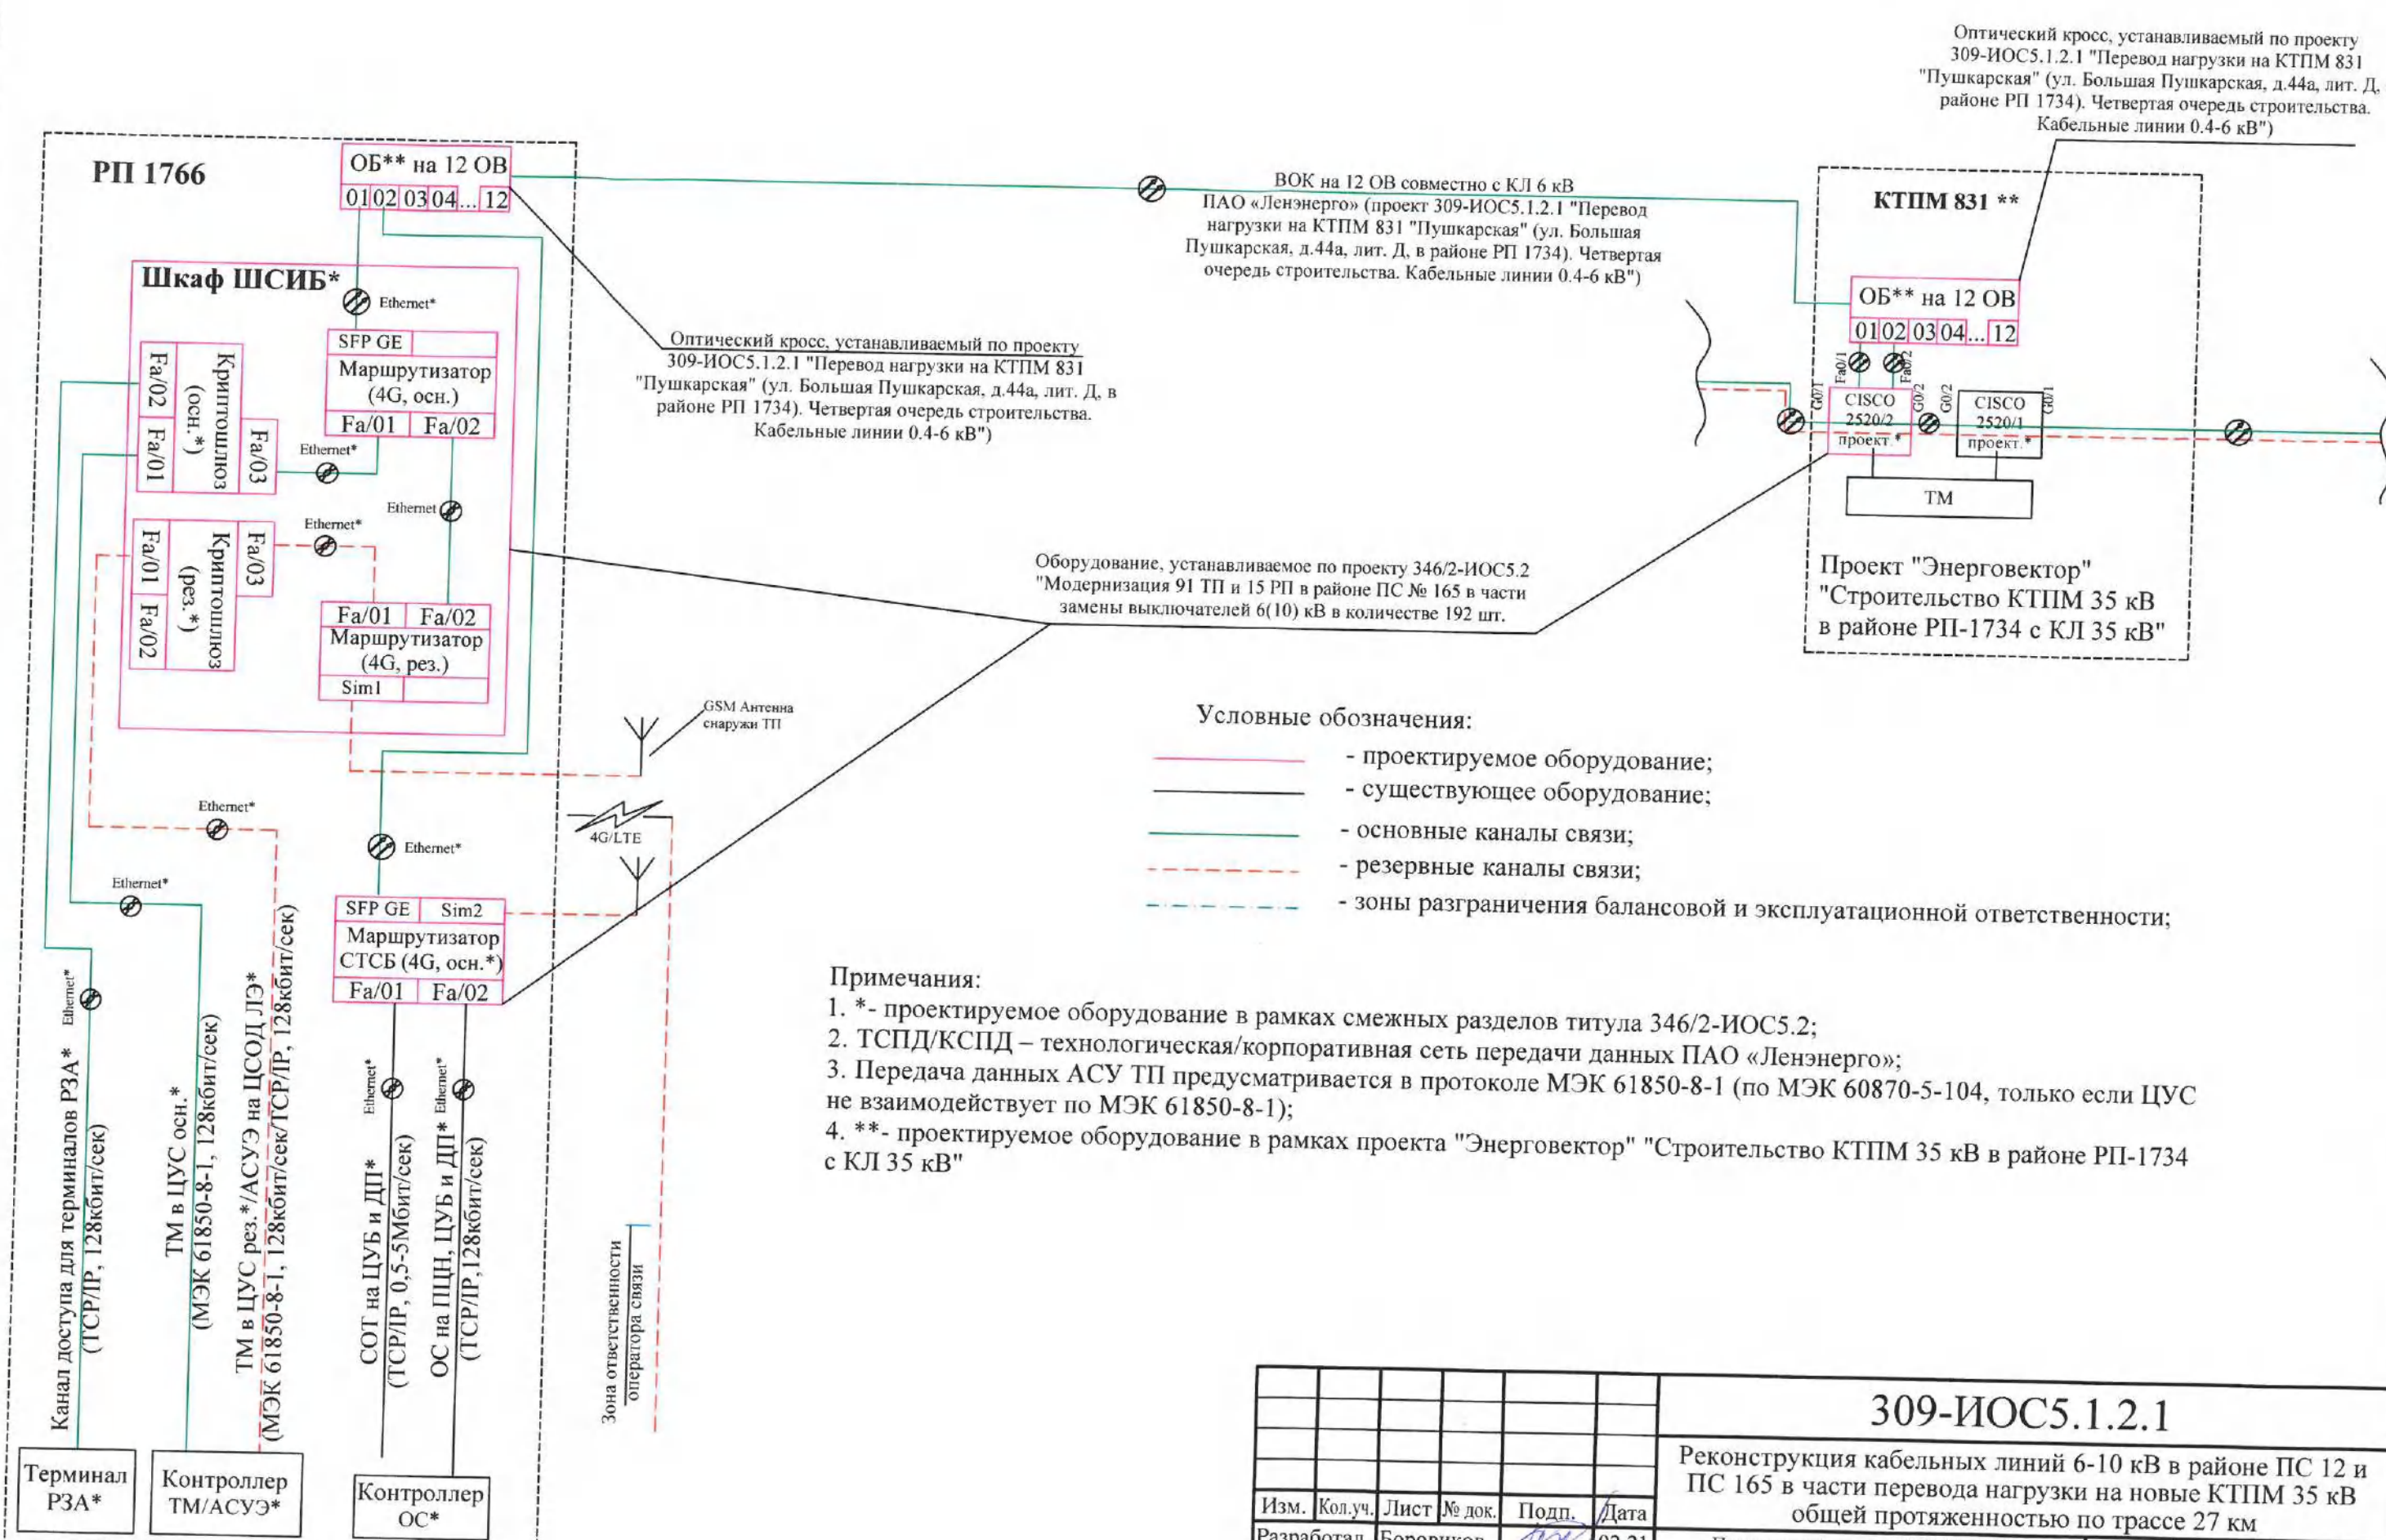 Оптический кросс, устанавливаемый по проекту
309-ИОС5.1.2.1 "Перевод нагрузки на КТПМ 831
"Пушкарская" (ул. Большая Пушкарская, д.44а, лит. Д,
районе РП 1734). Четвертая очередь строительства.
Кабельные линии 0.4-6 кВ")
РП 1766
ОБ** на 12 ОВ
01 02 03 04 ... 12
ВОК на 12 ОВ совместно с КЛ 6 кВ
ПАО «Ленэнерго» (проект 309-ИОС5.1.2.1 "Перевод
нагрузки на КТПМ 831 "Пушкарская" (ул. Большая
Пушкарская, д.44а, лит. Д, в районе РП 1734). Четвертая
очередь строительства. Кабельные линии 0.4-6 кВ")
КТПМ 831 **
ОБ** на 12 ОВ
01 02 03 04 ... 12
Fa0/1
Fa0/2
G0/1
CISCO
2520/2
проект.*
G0/2
G0/2
CISCO
2520/1
проект.*
G0/1
ТМ
Проект "Энерговектор"
"Строительство КТПМ 35 кВ
в районе РП-1734 с КЛ 35 кВ"
Шкаф ШСИБ*
Ethernet*
SFP GE
Маршрутизатор
(4G, осн.)
Fa/01 Fa/02
Fa/02
Fa/01
Криптошлюз
(осн.*)
Fa/03
Ethernet*
Ethernet
Оптический кросс, устанавливаемый по проекту
309-ИОС5.1.2.1 "Перевод нагрузки на КТПМ 831
"Пушкарская" (ул. Большая Пушкарская, д.44а, лит. Д, в
районе РП 1734). Четвертая очередь строительства.
Кабельные линии 0.4-6 кВ")
Ethernet*
Fa/01
Fa/02
Криптошлюз
(рез.*)
Fa/03
Fa/01 Fa/02
Маршрутизатор
(4G, рез.)
Sim1
Оборудование, устанавливаемое по проекту 346/2-ИОС5.2
"Модернизация 91 ТП и 15 РП в районе ПС № 165 в части
замены выключателей 6(10) кВ в количестве 192 шт.
GSM Антенна
снаружи ТП
4G/LTE
Ethernet*
Ethernet*
Ethernet*
SFP GE Sim2
Маршрутизатор
СТСБ (4G, осн.*)
Fa/01 Fa/02
Условные обозначения:
- проектируемое оборудование;
- существующее оборудование;
- основные каналы связи;
- резервные каналы связи;
- зоны разграничения балансовой и эксплуатационной ответственности;
Примечания:
1. *- проектируемое оборудование в рамках смежных разделов титула 346/2-ИОС5.2;
2. ТСПД/КСПД – технологическая/корпоративная сеть передачи данных ПАО «Ленэнерго»;
3. Передача данных АСУ ТП предусматривается в протоколе МЭК 61850-8-1 (по МЭК 60870-5-104, только если ЦУС
не взаимодействует по МЭК 61850-8-1);
4. **- проектируемое оборудование в рамках проекта "Энерговектор" "Строительство КТПМ 35 кВ в районе РП-1734
с КЛ 35 кВ"
Ethernet*
Канал доступа для терминалов РЗА*
(TCP/IP, 128кбит/сек)
ТМ в ЦУС осн.*
(МЭК 61850-8-1, 128кбит/сек)
ТМ в ЦУС рез.*/АСУЭ на ЦСОД ЛЭ*
(МЭК 61850-8-1, 128кбит/сек/TCP/IP, 128кбит/сек)
Ethernet*
СОТ на ЦУБ и ДП*
(TCP/IP, 0,5-5Мбит/сек)
Ethernet*
ОС на ПЦН, ЦУБ и ДП*
(TCP/IP,128кбит/сек)
Зона ответственности
оператора связи
Терминал
РЗА*
Контроллер
ТМ/АСУЭ*
Контроллер
ОС*
309-ИОС5.1.2.1
Реконструкция кабельных линий 6-10 кВ в районе ПС 12 и
ПС 165 в части перевода нагрузки на новые КТПМ 35 кВ
общей протяженностью по трассе 27 км
Изм. Кол.уч. Лист № док. Подп. Дата